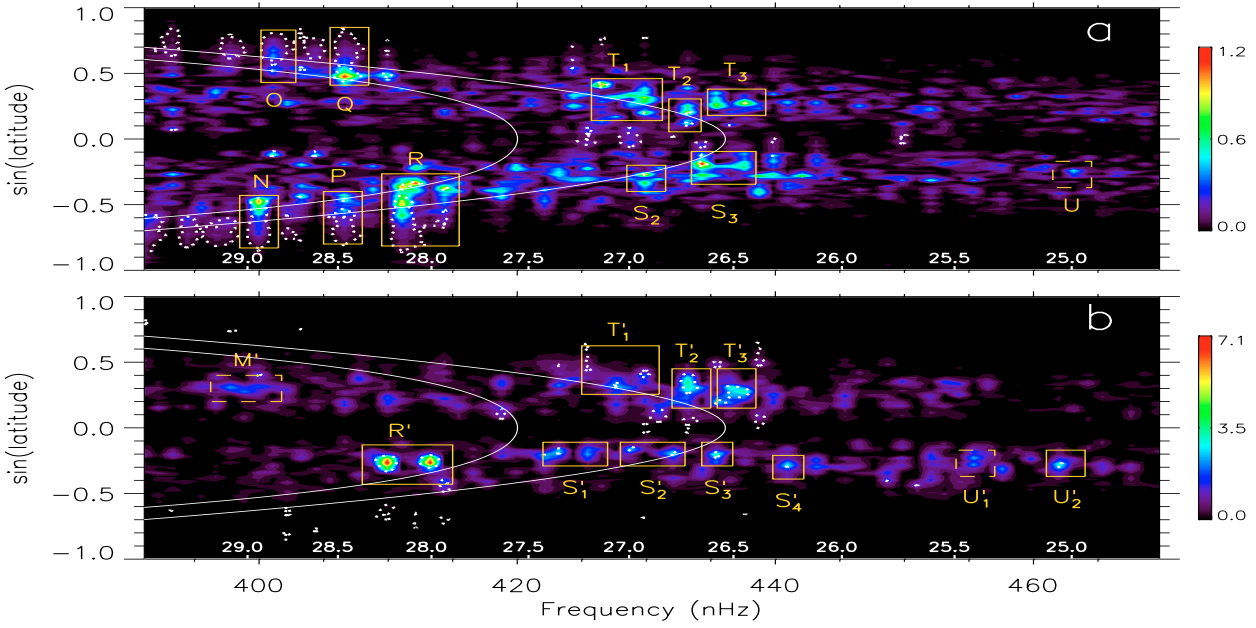 a
1.0
0.5
0.0
−0.5
−1.0
sin(latitude)
O
Q
N
P
R
T1
T2
T3
S2
S3
U
29.0 28.5 28.0 27.5 27.0 26.5 26.0 25.5 25.0
1.2
0.6
0.0
b
1.0
0.5
0.0
−0.5
−1.0
sin(latitude)
M'
R'
T'1
T'2
T'3
S'1
S'2
S'3
S'4
U'1
U'2
29.0 28.5 28.0 27.5 27.0 26.5 26.0 25.5 25.0
7.1
3.5
0.0
400 420 440 460
Frequency (nHz)